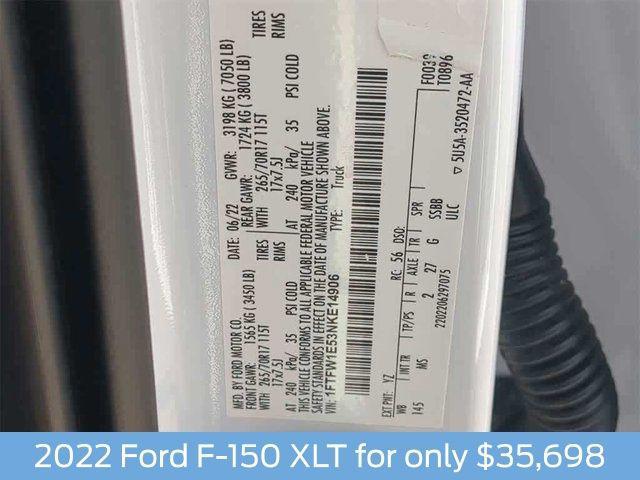 MFD. BY FORD MOTOR CO.
DATE: 06/22 GVWR: 3198 KG ( 7050 LB)
FRONT GAWR: 1565 KG ( 3450 LB) REAR GAWR: 1724 KG ( 3800 LB)
265/70R17 115T TIRES WITH 265/70R17 115T TIRES
17x7.5J RIMS 17x7.5J RIMS
AT 240 kPa/ 35 PSI COLD AT 240 kPa/ 35 PSI COLD
THIS VEHICLE CONFORMS TO ALL APPLICABLE FEDERAL MOTOR VEHICLE
SAFETY STANDARDS IN EFFECT ON THE DATE OF MANUFACTURE SHOWN ABOVE.
VIN: 1FTFW1E53NKE14906 TYPE: Truck
F0039
T0896
EXT PNT: YZ RC: 56 DSO:
WB INT TR TP/PS R AXLE TR SPR
145 MS 2 27 G SSBB
2202206297075 ULC
▽ 5U5A-3520472-AA
2022 Ford F-150 XLT for only $35,698